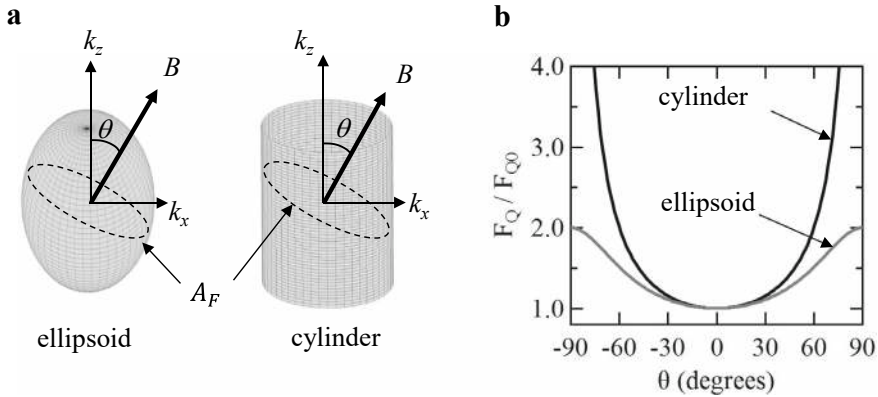 a
k_z
B
θ
k_x
A_F
ellipsoid
k_z
B
θ
k_x
cylinder
b
F_Q / F_Q0
4.0
3.0
2.0
1.0
cylinder
ellipsoid
-90 -60 -30 0 30 60 90
θ (degrees)